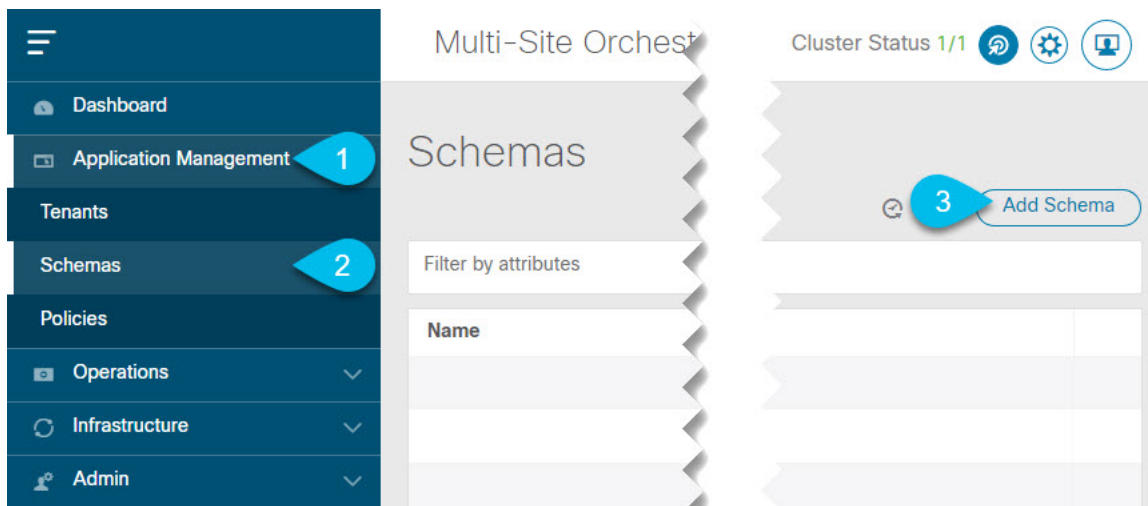 Multi-Site Orchest
Cluster Status 1/1
Dashboard
Application Management
1
Tenants
Schemas
2
Policies
Operations
Infrastructure
Admin
Schemas
3
Add Schema
Filter by attributes
Name